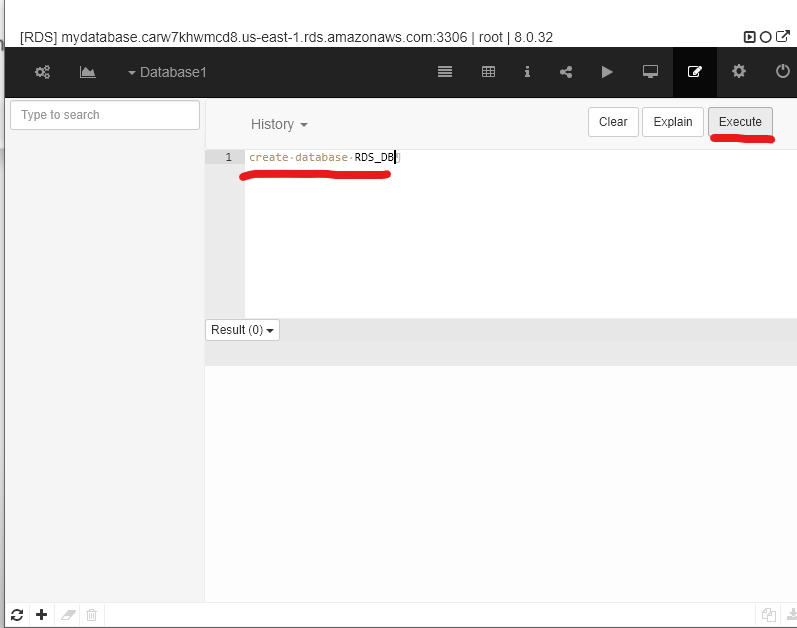 [RDS] mydatabase.carw7khwmcd8.us-east-1.rds.amazonaws.com:3306 | root | 8.0.32
Database1
Type to search
History
Clear
Explain
Execute
1 create database RDS_DB
Result (0)